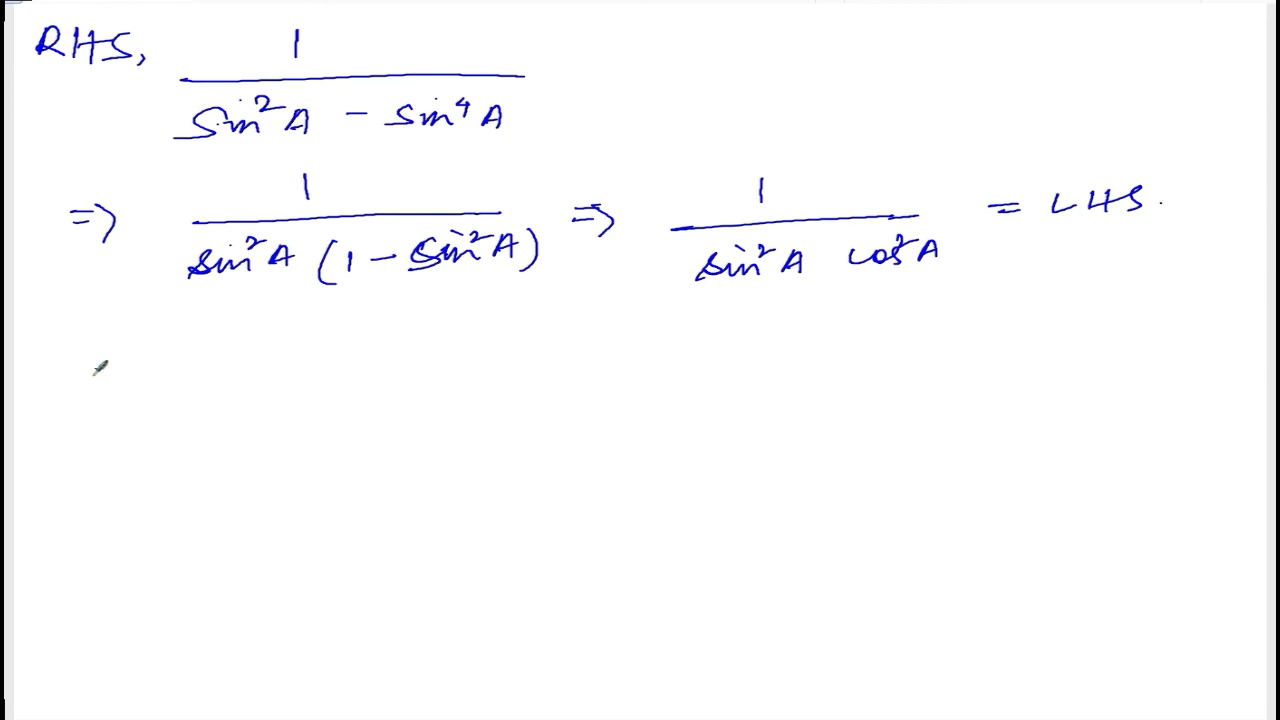 RHS, 1 / (Sin²A - Sin⁴A)
=> 1 / (Sin²A (1 - Sin²A)) => 1 / (Sin²A Cos²A) = LHS.